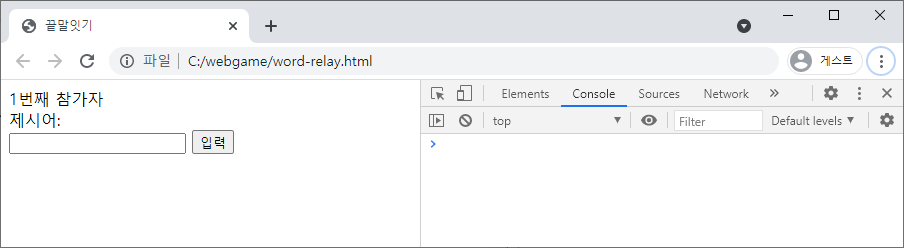 끝말잇기
파일 C:/webgame/word-relay.html 게스트
1번째 참가자
제시어:
입력
Elements Console Sources Network »
top Filter Default levels